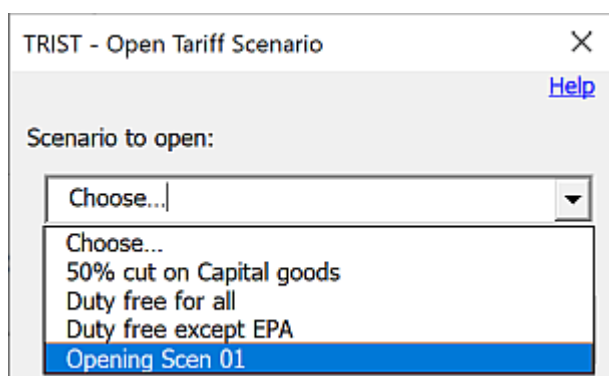 TRIST - Open Tariff Scenario
Help
Scenario to open:
Choose...
Choose...
50% cut on Capital goods
Duty free for all
Duty free except EPA
Opening Scen 01